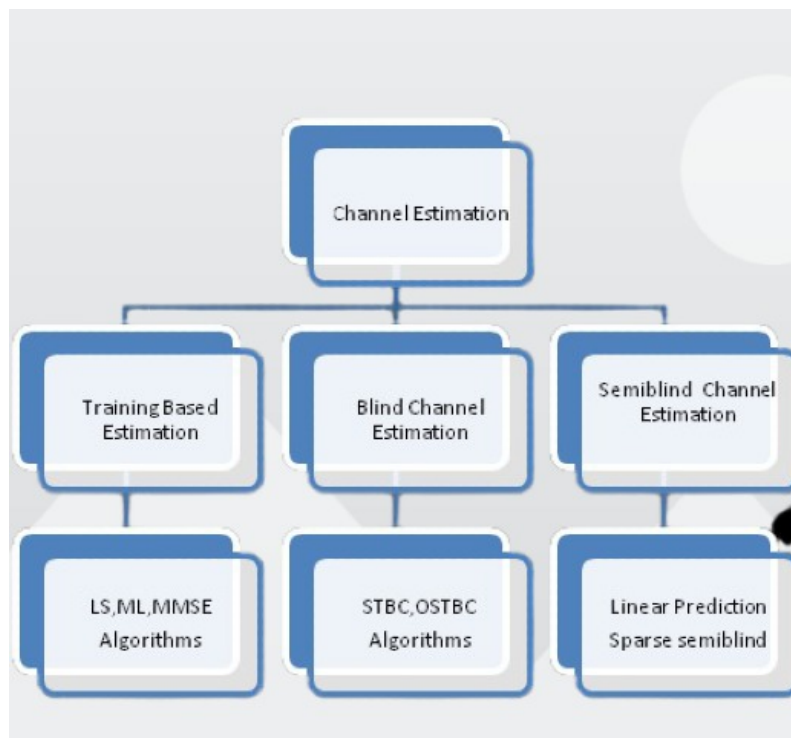 Channel Estimation
Training Based
Estimation
Blind Channel
Estimation
Semiblind Channel
Estimation
LS,ML,MMSE
Algorithms
STBC,OSTBC
Algorithms
Linear Prediction
Sparse semiblind